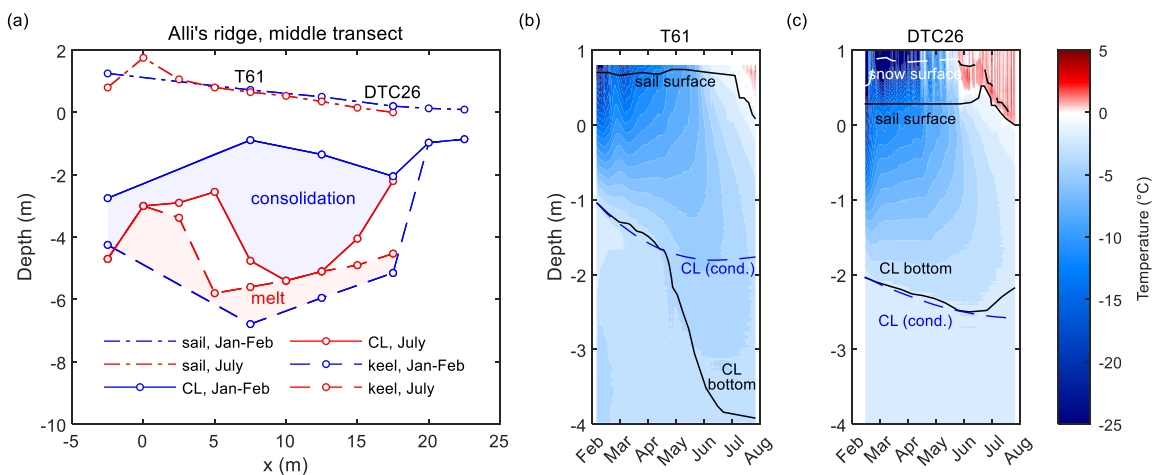 (a)
Alli's ridge, middle transect
2
0
-2
-4
-6
-8
-10
-5
0
5
10
15
20
25
x (m)
Depth (m)
T61
DTC26
consolidation
melt
sail, Jan-Feb
sail, July
CL, Jan-Feb
CL, July
keel, Jan-Feb
keel, July
(b)
T61
0
-1
-2
-3
-4
Depth (m)
Feb
Mar
Apr
May
Jun
Jul
Aug
sail surface
CL (cond.)
CL
bottom
(c)
DTC26
0
-1
-2
-3
-4
Feb
Mar
Apr
May
Jun
Jul
Aug
snow surface
sail surface
CL bottom
CL (cond.)
5
0
-5
-10
-15
-20
-25
Temperature (°C)